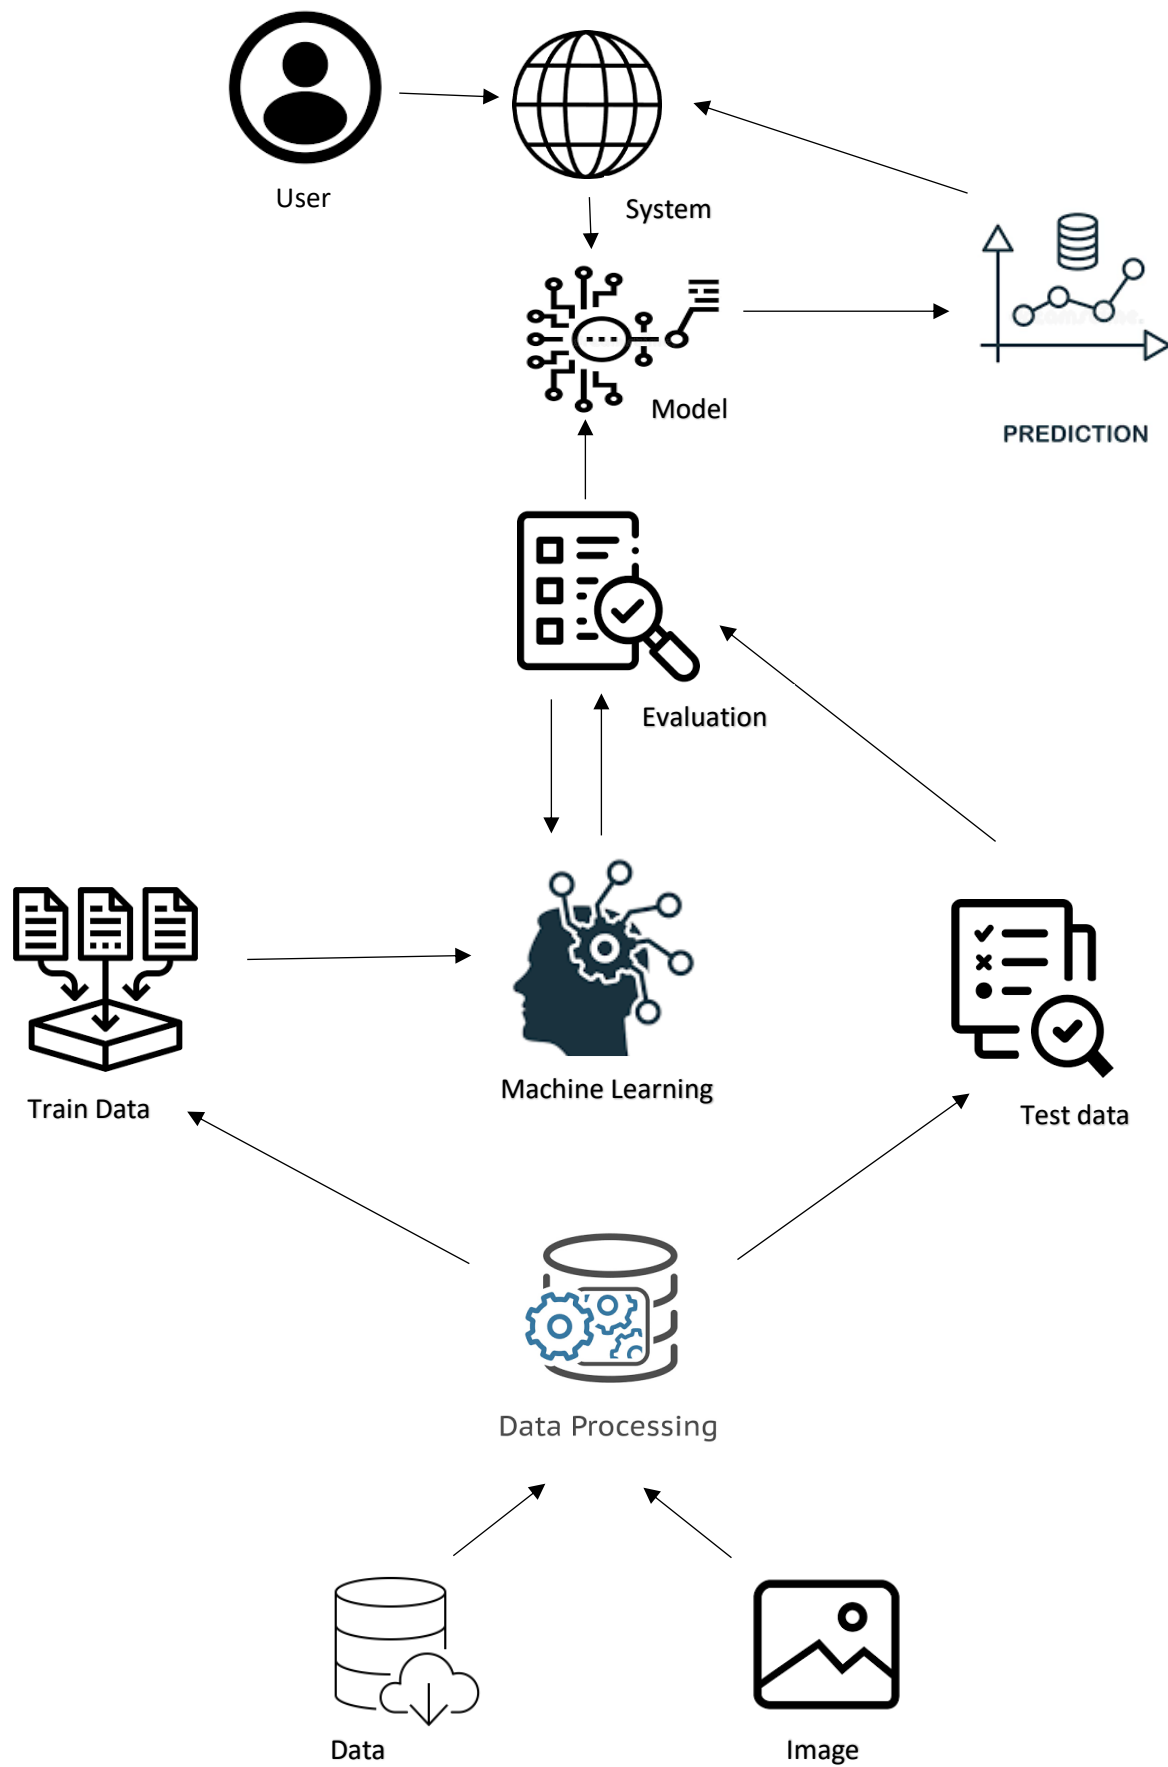 User
System
Model
PREDICTION
Evaluation
Train Data
Machine Learning
Test data
Data Processing
Data
Image